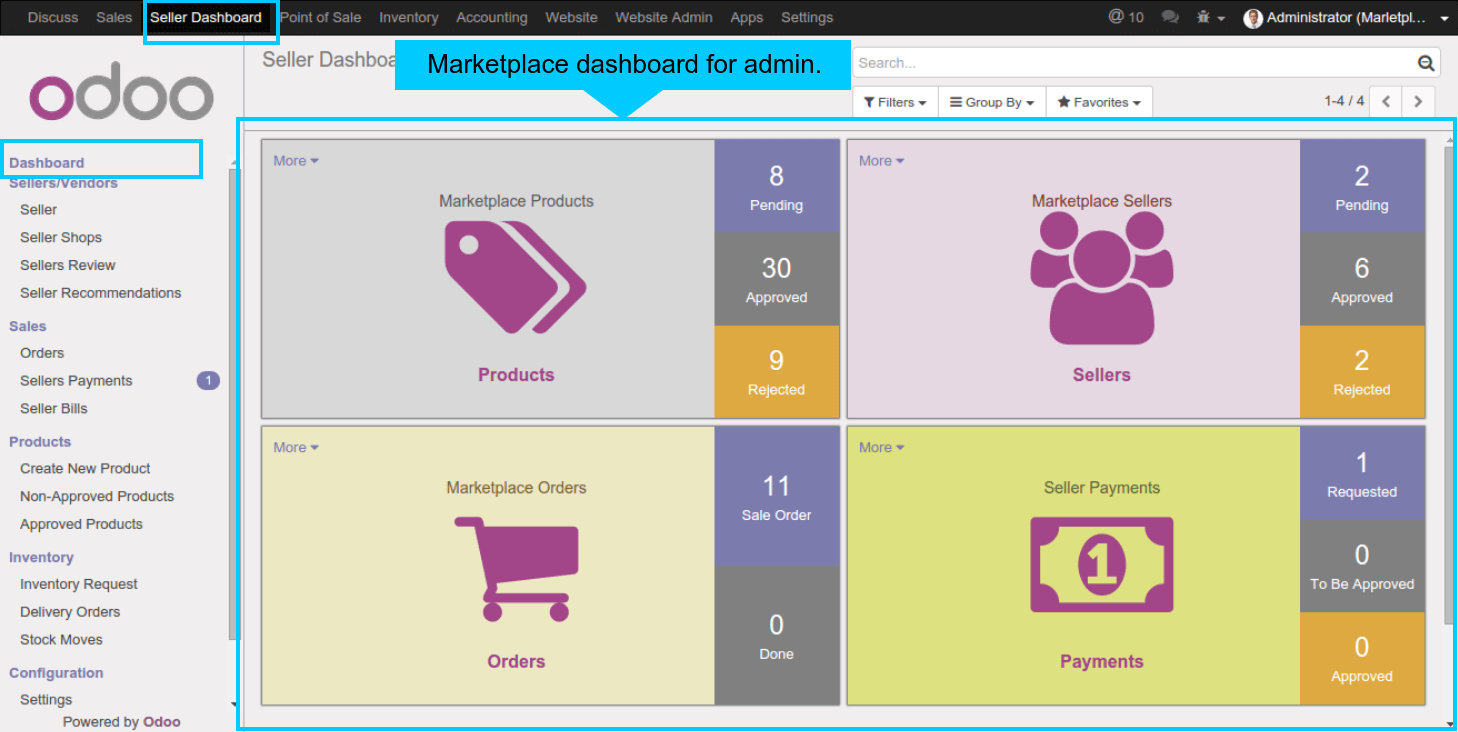 Discuss Sales Seller Dashboard Point of Sale Inventory Accounting Website Website Admin Apps Settings @ 10 Administrator (Marletpl...
odoo
Seller Dashboa
Marketplace dashboard for admin.
Search...
Filters Group By Favorites 1-4 / 4
Dashboard
Sellers/Vendors
Seller
Seller Shops
Sellers Review
Seller Recommendations
Sales
Orders
Sellers Payments 1
Seller Bills
Products
Create New Product
Non-Approved Products
Approved Products
Inventory
Inventory Request
Delivery Orders
Stock Moves
Configuration
Settings
Powered by Odoo
More
Marketplace Products
Products
8
Pending
30
Approved
9
Rejected
More
Marketplace Sellers
Sellers
2
Pending
6
Approved
2
Rejected
More
Marketplace Orders
Orders
11
Sale Order
0
Done
More
Seller Payments
1
Payments
1
Requested
0
To Be Approved
0
Approved